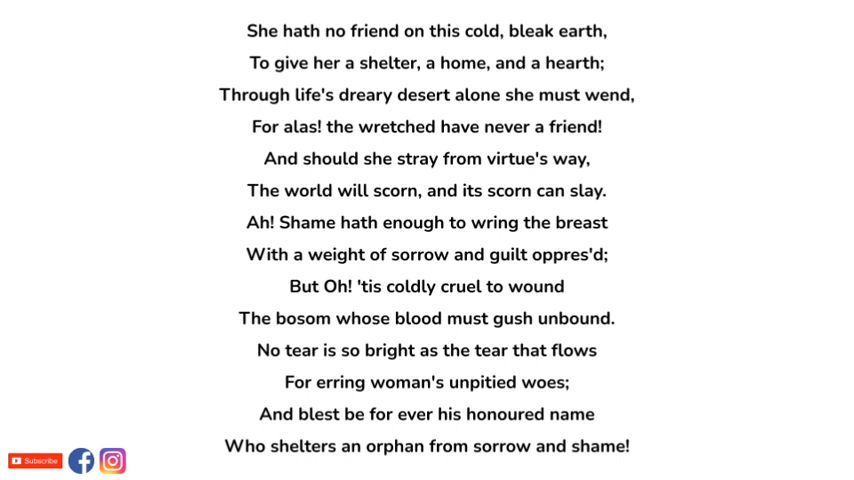 She hath no friend on this cold, bleak earth,
To give her a shelter, a home, and a hearth;
Through life's dreary desert alone she must wend,
For alas! the wretched have never a friend!
And should she stray from virtue's way,
The world will scorn, and its scorn can slay.
Ah! Shame hath enough to wring the breast
With a weight of sorrow and guilt oppres'd;
But Oh! 'tis coldly cruel to wound
The bosom whose blood must gush unbound.
No tear is so bright as the tear that flows
For erring woman's unpitied woes;
And blest be for ever his honoured name
Who shelters an orphan from sorrow and shame!
Subscribe